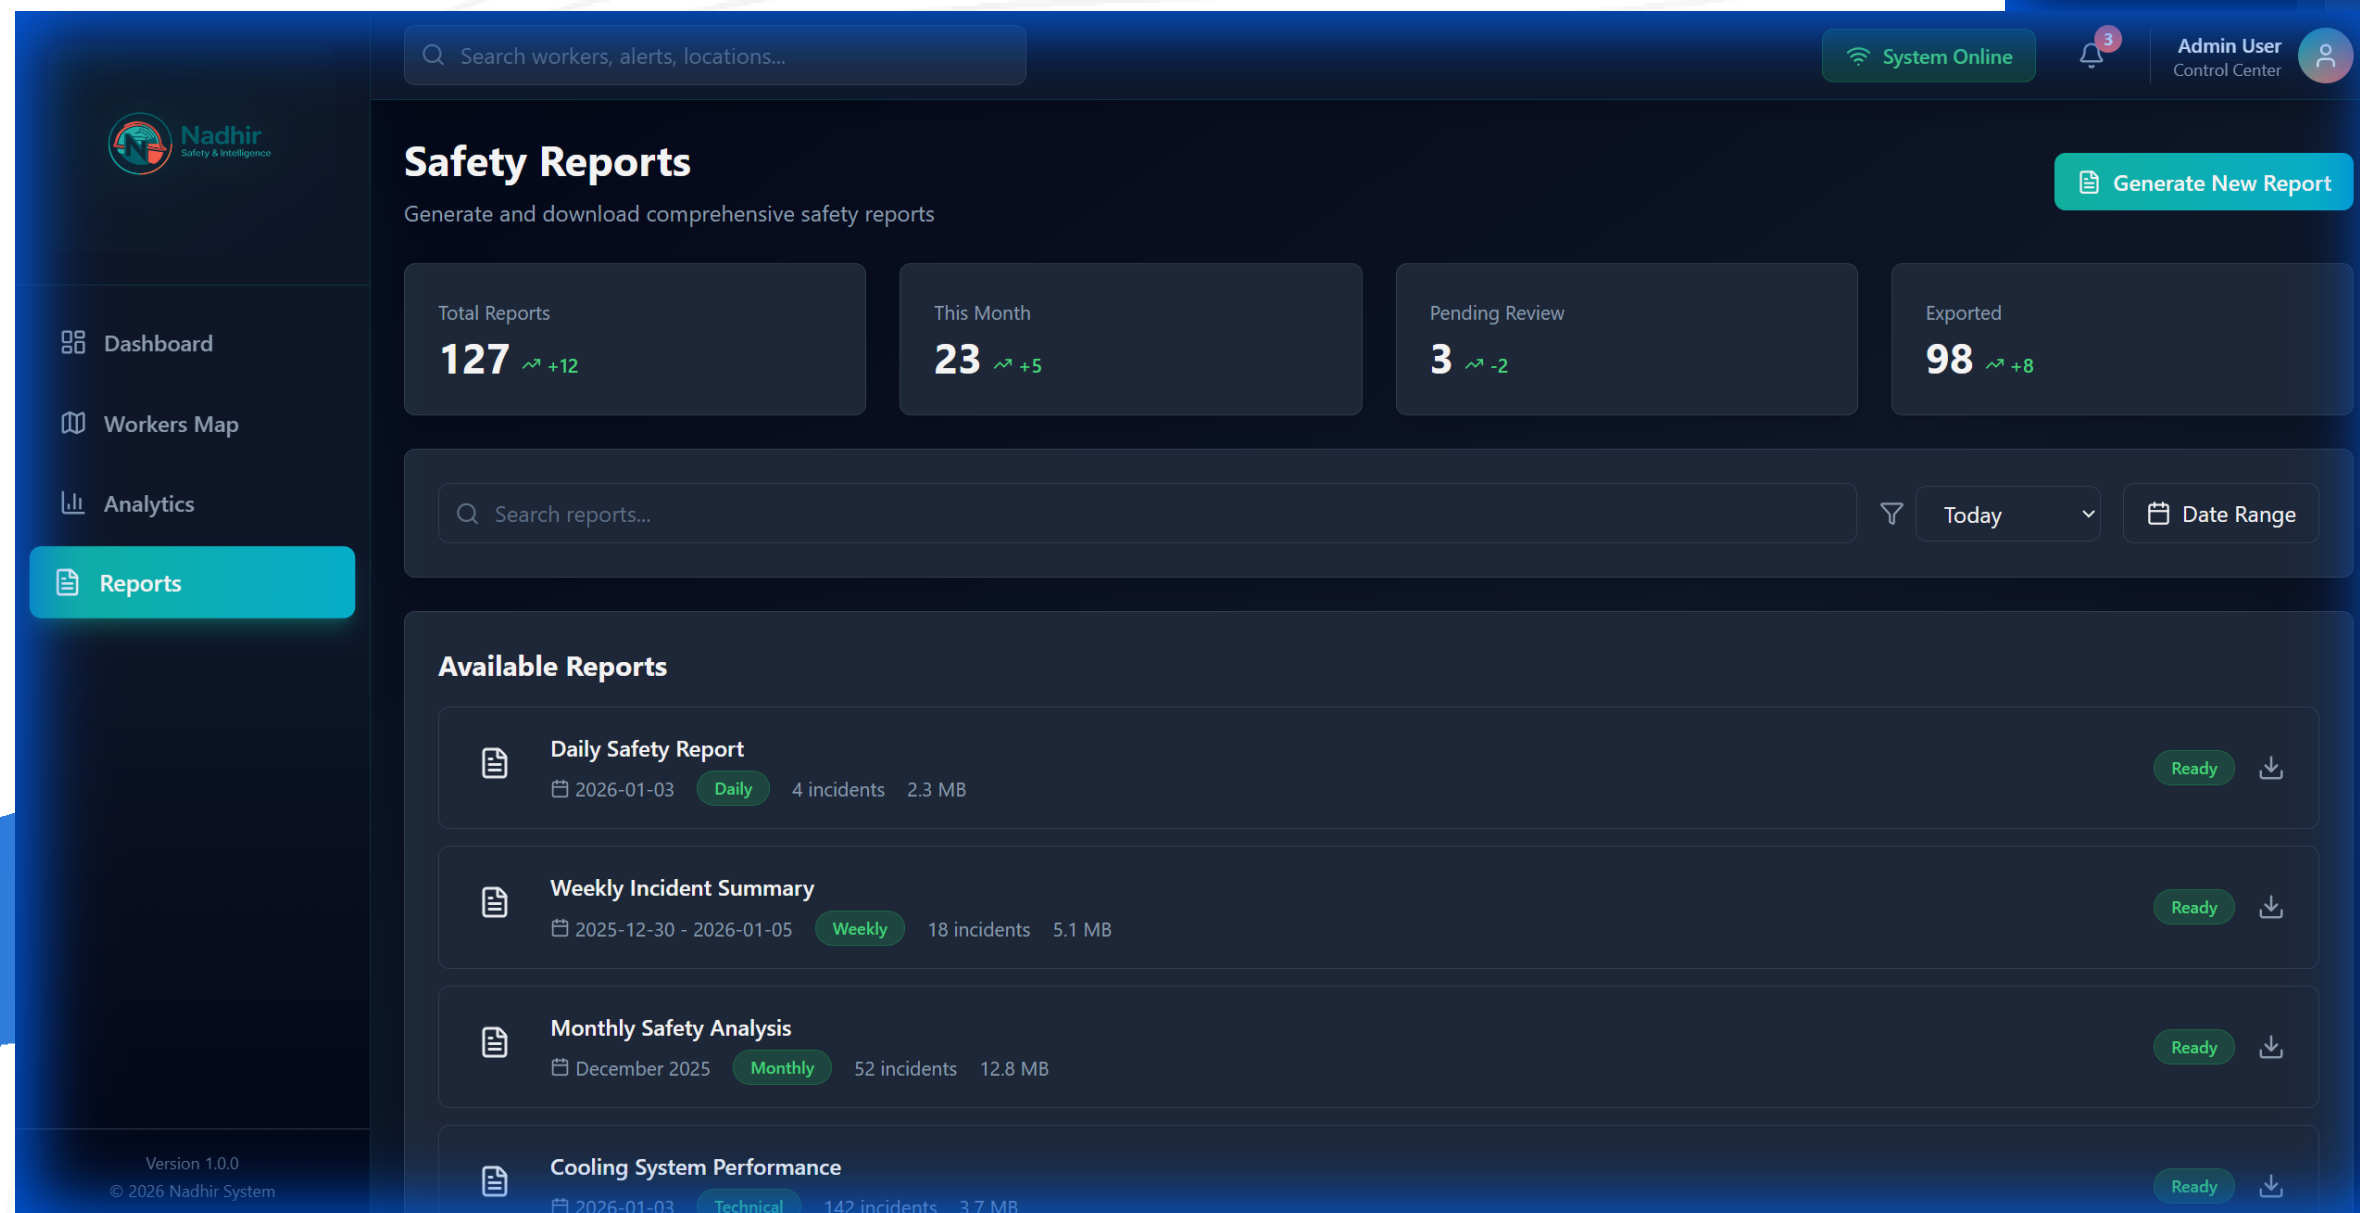 Search workers, alerts, locations...
System Online
3
Admin User
Control Center
Nadhir
Safety & Intelligence
Dashboard
Workers Map
Analytics
Reports
Version 1.0.0
© 2026 Nadhir System
Safety Reports
Generate and download comprehensive safety reports
Generate New Report
Total Reports
127 +12
This Month
23 +5
Pending Review
3 -2
Exported
98 +8
Search reports...
Today
Date Range
Available Reports
Daily Safety Report
2026-01-03 Daily 4 incidents 2.3 MB
Ready
Weekly Incident Summary
2025-12-30 - 2026-01-05 Weekly 18 incidents 5.1 MB
Ready
Monthly Safety Analysis
December 2025 Monthly 52 incidents 12.8 MB
Ready
Cooling System Performance
2026-01-03 Technical 142 incidents 3.7 MB
Ready